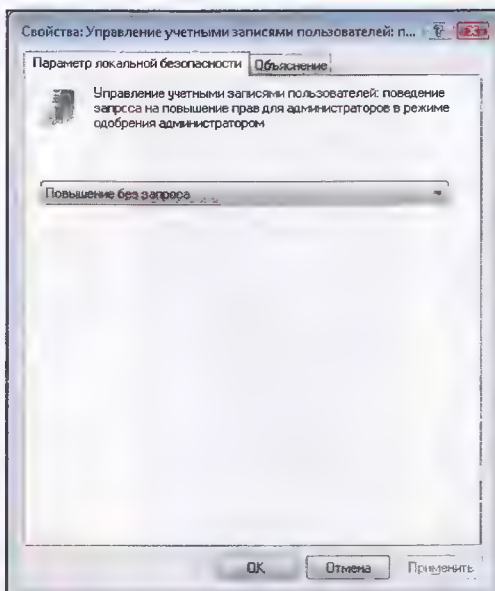 Свойства: Управление учетными записями пользователей: п...
Параметр локальной безопасности
Объяснение
Управление учетными записями пользователей: поведение
запроса на повышение прав для администраторов в режиме
одобрения администратором
Повышение без запроса
OK
Отмена
Применить